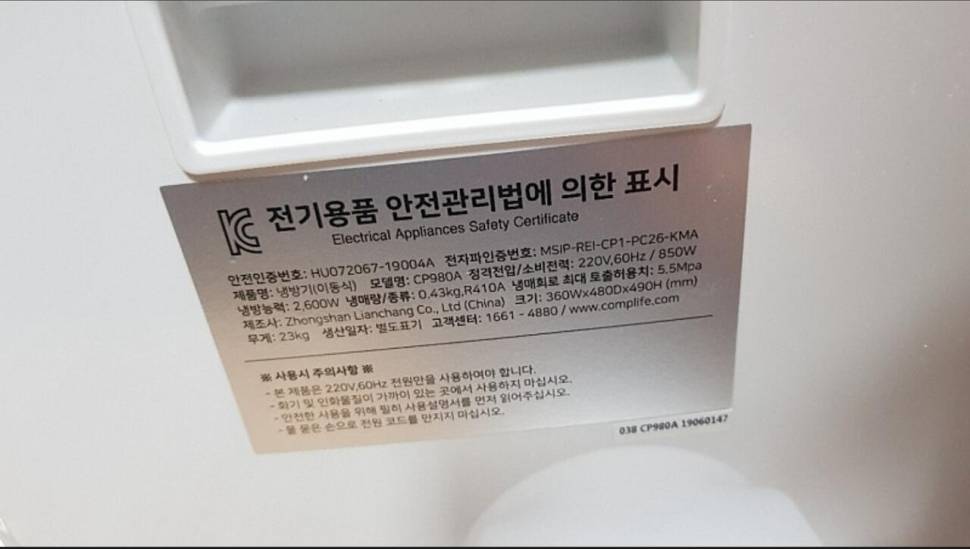 KC 전기용품 안전관리법에 의한 표시
Electrical Appliances Safety Certificate
안전인증번호: HU072067-19004A 전자파인증번호: MSIP-REI-CP1-PC26-KMA
제품명: 냉방기(이동식) 모델명: CP980A 정격전압/소비전력: 220V,60Hz / 850W
냉방능력: 2,600W 냉매량/종류: 0.43kg,R410A 냉매회로 최대 토출허용치: 5.5Mpa
제조사: Zhongshan Lianchang Co., Ltd (China) 크기: 360Wx480Dx490H (mm)
무게: 23kg 생산일자: 별도표기 고객센터: 1661 - 4880 / www.complife.com
※ 사용시 주의사항 ※
- 본 제품은 220V,60Hz 전원만을 사용하여야 합니다.
- 화기 및 인화물질이 가까이 있는 곳에서 사용하지 마십시오.
- 안전한 사용을 위해 필히 사용설명서를 먼저 읽어주십시오.
- 물 묻은 손으로 전원 코드를 만지지 마십시오.
038 CP980A 19060147